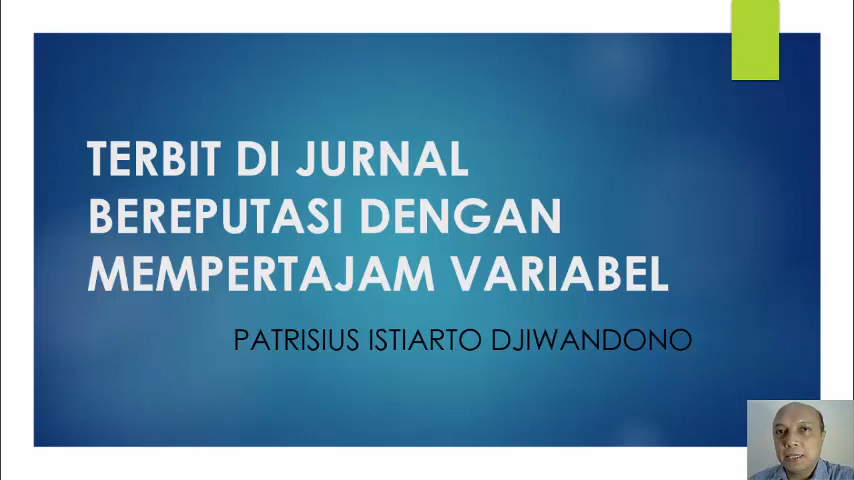 TERBIT DI JURNAL
BEREPUTASI DENGAN
MEMPERTAJAM VARIABEL
PATRISIUS ISTIARTO DJIWANDONO